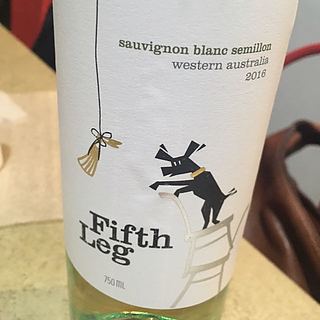 sauvignon blanc semillon
western australia
2016
Fifth
Leg
750 ML